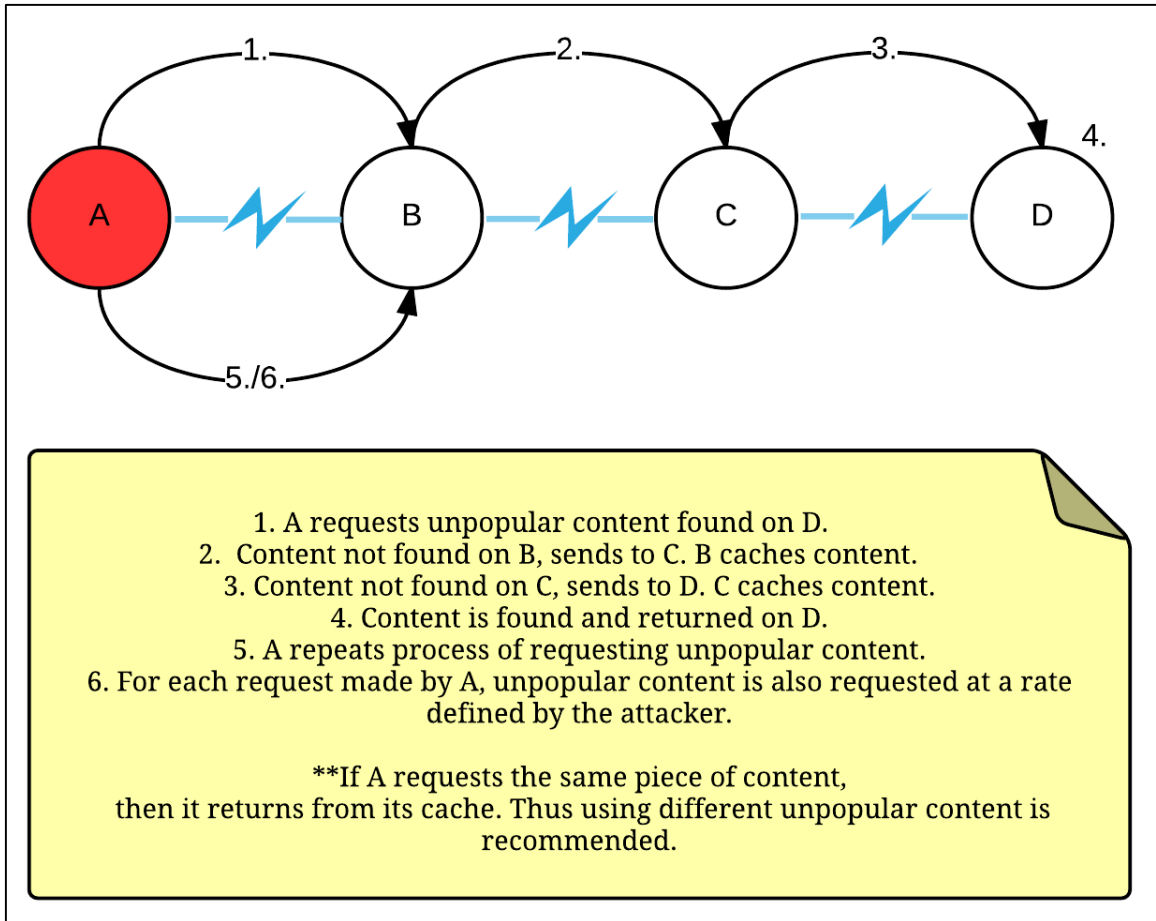 1.
2.
3.
4.
A
B
C
D
5./6.
1. A requests unpopular content found on D.
2. Content not found on B, sends to C. B caches content.
3. Content not found on C, sends to D. C caches content.
4. Content is found and returned on D.
5. A repeats process of requesting unpopular content.
6. For each request made by A, unpopular content is also requested at a rate
defined by the attacker.
**If A requests the same piece of content,
then it returns from its cache. Thus using different unpopular content is
recommended.